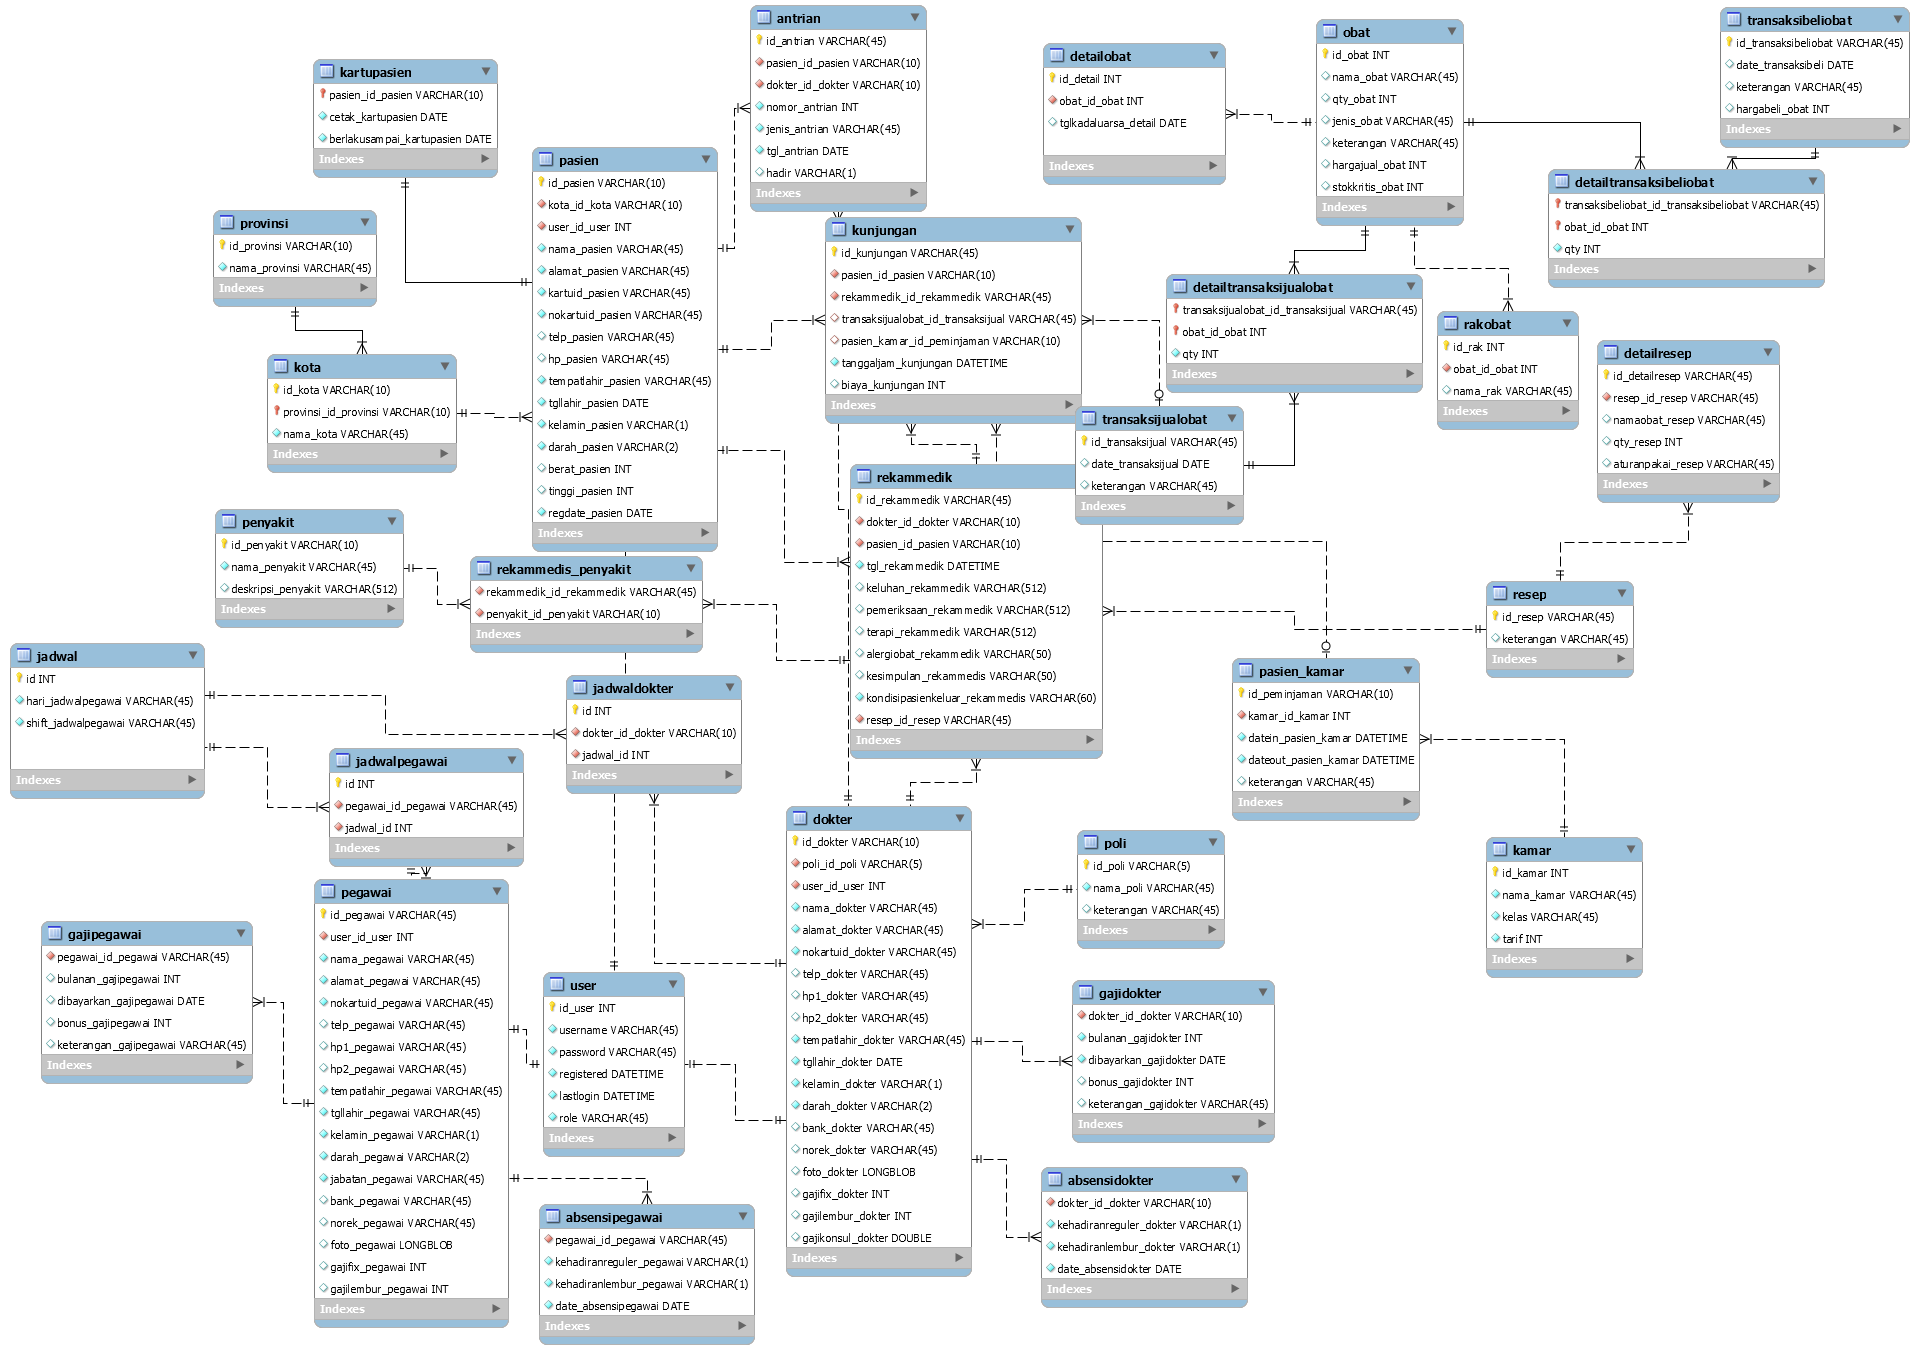 antrian
id_antrian VARCHAR(45)
pasien_id_pasien VARCHAR(10)
dokter_id_dokter VARCHAR(10)
nomor_antrian INT
jenis_antrian VARCHAR(45)
tgl_antrian DATE
hadir VARCHAR(1)
Indexes
transaksibeliobat
id_transaksibeliobat VARCHAR(45)
date_transaksibeli DATE
keterangan VARCHAR(45)
hargabeli_obat INT
Indexes
obat
id_obat INT
nama_obat VARCHAR(45)
qty_obat INT
jenis_obat VARCHAR(45)
keterangan VARCHAR(45)
hargajual_obat INT
stokkritis_obat INT
Indexes
detailobat
id_detail INT
obat_id_obat INT
tglkadaluarsa_detail DATE
Indexes
kartupasien
pasien_id_pasien VARCHAR(10)
cetak_kartupasien DATE
berlakusampai_kartupasien DATE
Indexes
pasien
id_pasien VARCHAR(10)
kota_id_kota VARCHAR(10)
user_id_user INT
nama_pasien VARCHAR(45)
alamat_pasien VARCHAR(45)
kartuid_pasien VARCHAR(45)
nokartuid_pasien VARCHAR(45)
telp_pasien VARCHAR(45)
hp_pasien VARCHAR(45)
tempatlahir_pasien VARCHAR(45)
tgllahir_pasien DATE
kelamin_pasien VARCHAR(1)
darah_pasien VARCHAR(2)
berat_pasien INT
tinggi_pasien INT
regdate_pasien DATE
Indexes
detailtransaksibeliobat
transaksibeliobat_id_transaksibeliobat VARCHAR(45)
obat_id_obat INT
qty INT
Indexes
provinsi
id_provinsi VARCHAR(10)
nama_provinsi VARCHAR(45)
Indexes
kunjungan
id_kunjungan VARCHAR(45)
pasien_id_pasien VARCHAR(10)
rekammedik_id_rekammedik VARCHAR(45)
transaksijualobat_id_transaksijual VARCHAR(45)
pasien_kamar_id_peminjaman VARCHAR(10)
tanggaljam_kunjungan DATETIME
biaya_kunjungan INT
Indexes
detailtransaksijualobat
transaksijualobat_id_transaksijual VARCHAR(45)
obat_id_obat INT
qty INT
Indexes
rakobat
id_rak INT
obat_id_obat INT
nama_rak VARCHAR(45)
Indexes
detailresep
id_detailresep VARCHAR(45)
resep_id_resep VARCHAR(45)
namaobat_resep VARCHAR(45)
qty_resep INT
aturanpakai_resep VARCHAR(45)
Indexes
kota
id_kota VARCHAR(10)
provinsi_id_provinsi VARCHAR(10)
nama_kota VARCHAR(45)
Indexes
transaksijualobat
id_transaksijual VARCHAR(45)
date_transaksijual DATE
keterangan VARCHAR(45)
Indexes
rekammedik
id_rekammedik VARCHAR(45)
dokter_id_dokter VARCHAR(10)
pasien_id_pasien VARCHAR(10)
tgl_rekammedik DATETIME
keluhan_rekammedik VARCHAR(512)
pemeriksaan_rekammedik VARCHAR(512)
terapi_rekammedik VARCHAR(512)
alergiobat_rekammedik VARCHAR(50)
kesimpulan_rekammedis VARCHAR(50)
kondisipasienkeluar_rekammedis VARCHAR(60)
resep_id_resep VARCHAR(45)
Indexes
penyakit
id_penyakit VARCHAR(10)
nama_penyakit VARCHAR(45)
deskripsi_penyakit VARCHAR(512)
Indexes
rekammedis_penyakit
rekammedik_id_rekammedik VARCHAR(45)
penyakit_id_penyakit VARCHAR(10)
Indexes
resep
id_resep VARCHAR(45)
keterangan VARCHAR(45)
Indexes
jadwal
id INT
hari_jadwalpegawai VARCHAR(45)
shift_jadwalpegawai VARCHAR(45)
Indexes
pasien_kamar
id_peminjaman VARCHAR(10)
kamar_id_kamar INT
datein_pasien_kamar DATETIME
dateout_pasien_kamar DATETIME
keterangan VARCHAR(45)
Indexes
jadwaldokter
id INT
dokter_id_dokter VARCHAR(10)
jadwal_id INT
Indexes
jadwalpegawai
id INT
pegawai_id_pegawai VARCHAR(45)
jadwal_id INT
Indexes
dokter
id_dokter VARCHAR(10)
poli_id_poli VARCHAR(5)
user_id_user INT
nama_dokter VARCHAR(45)
alamat_dokter VARCHAR(45)
nokartuid_dokter VARCHAR(45)
telp_dokter VARCHAR(45)
hp1_dokter VARCHAR(45)
hp2_dokter VARCHAR(45)
tempatlahir_dokter VARCHAR(45)
tgllahir_dokter DATE
kelamin_dokter VARCHAR(1)
darah_dokter VARCHAR(2)
bank_dokter VARCHAR(45)
norek_dokter VARCHAR(45)
foto_dokter LONGBLOB
gajifix_dokter INT
gajilembur_dokter INT
gajikonsul_dokter DOUBLE
Indexes
poli
id_poli VARCHAR(5)
nama_poli VARCHAR(45)
keterangan VARCHAR(45)
Indexes
kamar
id_kamar INT
nama_kamar VARCHAR(45)
kelas VARCHAR(45)
tarif INT
Indexes
pegawai
id_pegawai VARCHAR(45)
user_id_user INT
nama_pegawai VARCHAR(45)
alamat_pegawai VARCHAR(45)
nokartuid_pegawai VARCHAR(45)
telp_pegawai VARCHAR(45)
hp1_pegawai VARCHAR(45)
hp2_pegawai VARCHAR(45)
tempatlahir_pegawai VARCHAR(45)
tgllahir_pegawai VARCHAR(45)
kelamin_pegawai VARCHAR(1)
darah_pegawai VARCHAR(2)
jabatan_pegawai VARCHAR(45)
bank_pegawai VARCHAR(45)
norek_pegawai VARCHAR(45)
foto_pegawai LONGBLOB
gajifix_pegawai INT
gajilembur_pegawai INT
Indexes
gajipegawai
pegawai_id_pegawai VARCHAR(45)
bulanan_gajipegawai INT
dibayarkan_gajipegawai DATE
bonus_gajipegawai INT
keterangan_gajipegawai VARCHAR(45)
Indexes
user
id_user INT
username VARCHAR(45)
password VARCHAR(45)
registered DATETIME
lastlogin DATETIME
role VARCHAR(45)
Indexes
gajidokter
dokter_id_dokter VARCHAR(10)
bulanan_gajidokter INT
dibayarkan_gajidokter DATE
bonus_gajidokter INT
keterangan_gajidokter VARCHAR(45)
Indexes
absensidokter
dokter_id_dokter VARCHAR(10)
kehadiranreguler_dokter VARCHAR(1)
kehadiranlembur_dokter VARCHAR(1)
date_absensidokter DATE
Indexes
absensipegawai
pegawai_id_pegawai VARCHAR(45)
kehadiranreguler_pegawai VARCHAR(1)
kehadiranlembur_pegawai VARCHAR(1)
date_absensipegawai DATE
Indexes